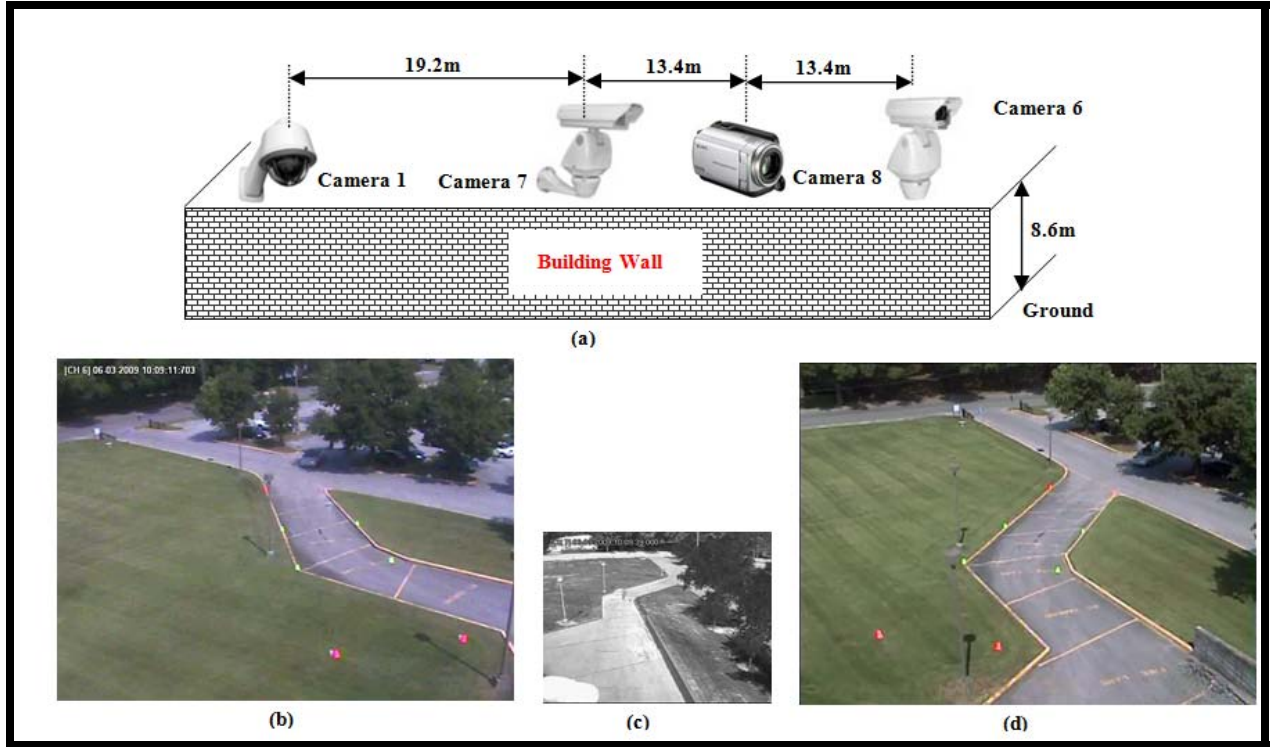 19.2m
13.4m
13.4m
Camera 6
Camera 1
Camera 7
Camera 8
8.6m
Building Wall
Ground
(a)
[CH 6] 06 03 2009 10:09:11:703
(b)
(c)
(d)